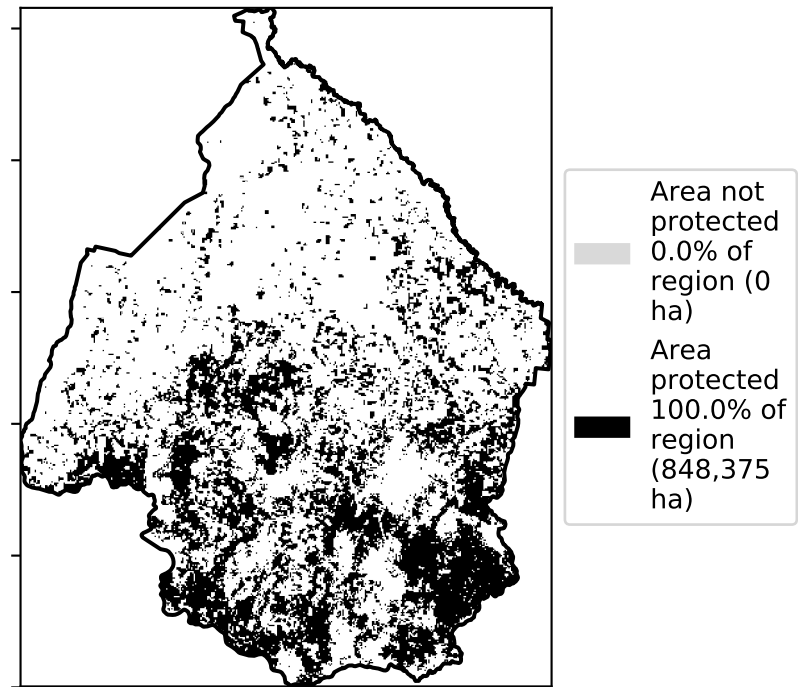 Area not
protected
0.0% of
region (0
ha)
Area
protected
100.0% of
region
(848,375
ha)